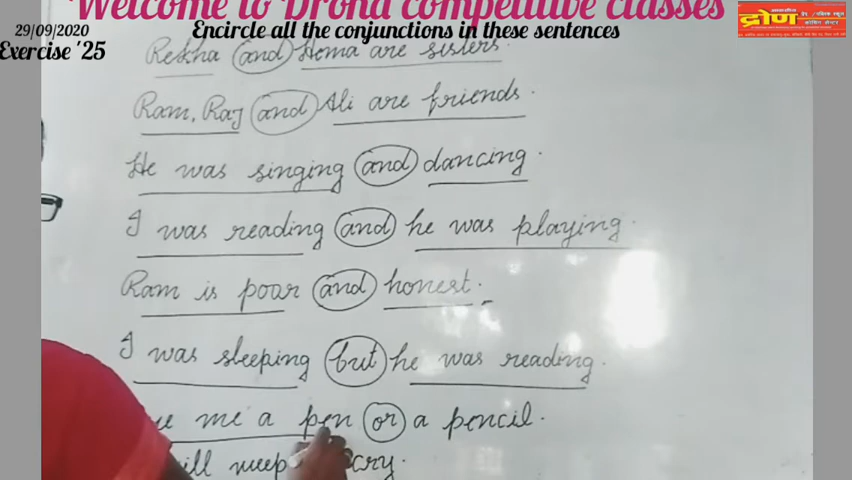 Welcome to Drona competitive classes
29/09/2020
Encircle all the conjunctions in these sentences
Exercise '25
द्रोण
Rekha and Hema are sisters.
Ram, Raj and Ali are friends.
He was singing and dancing.
I was reading and he was playing.
Ram is poor and honest.
I was sleeping but he was reading.
me a pen or a pencil.
weep cry.